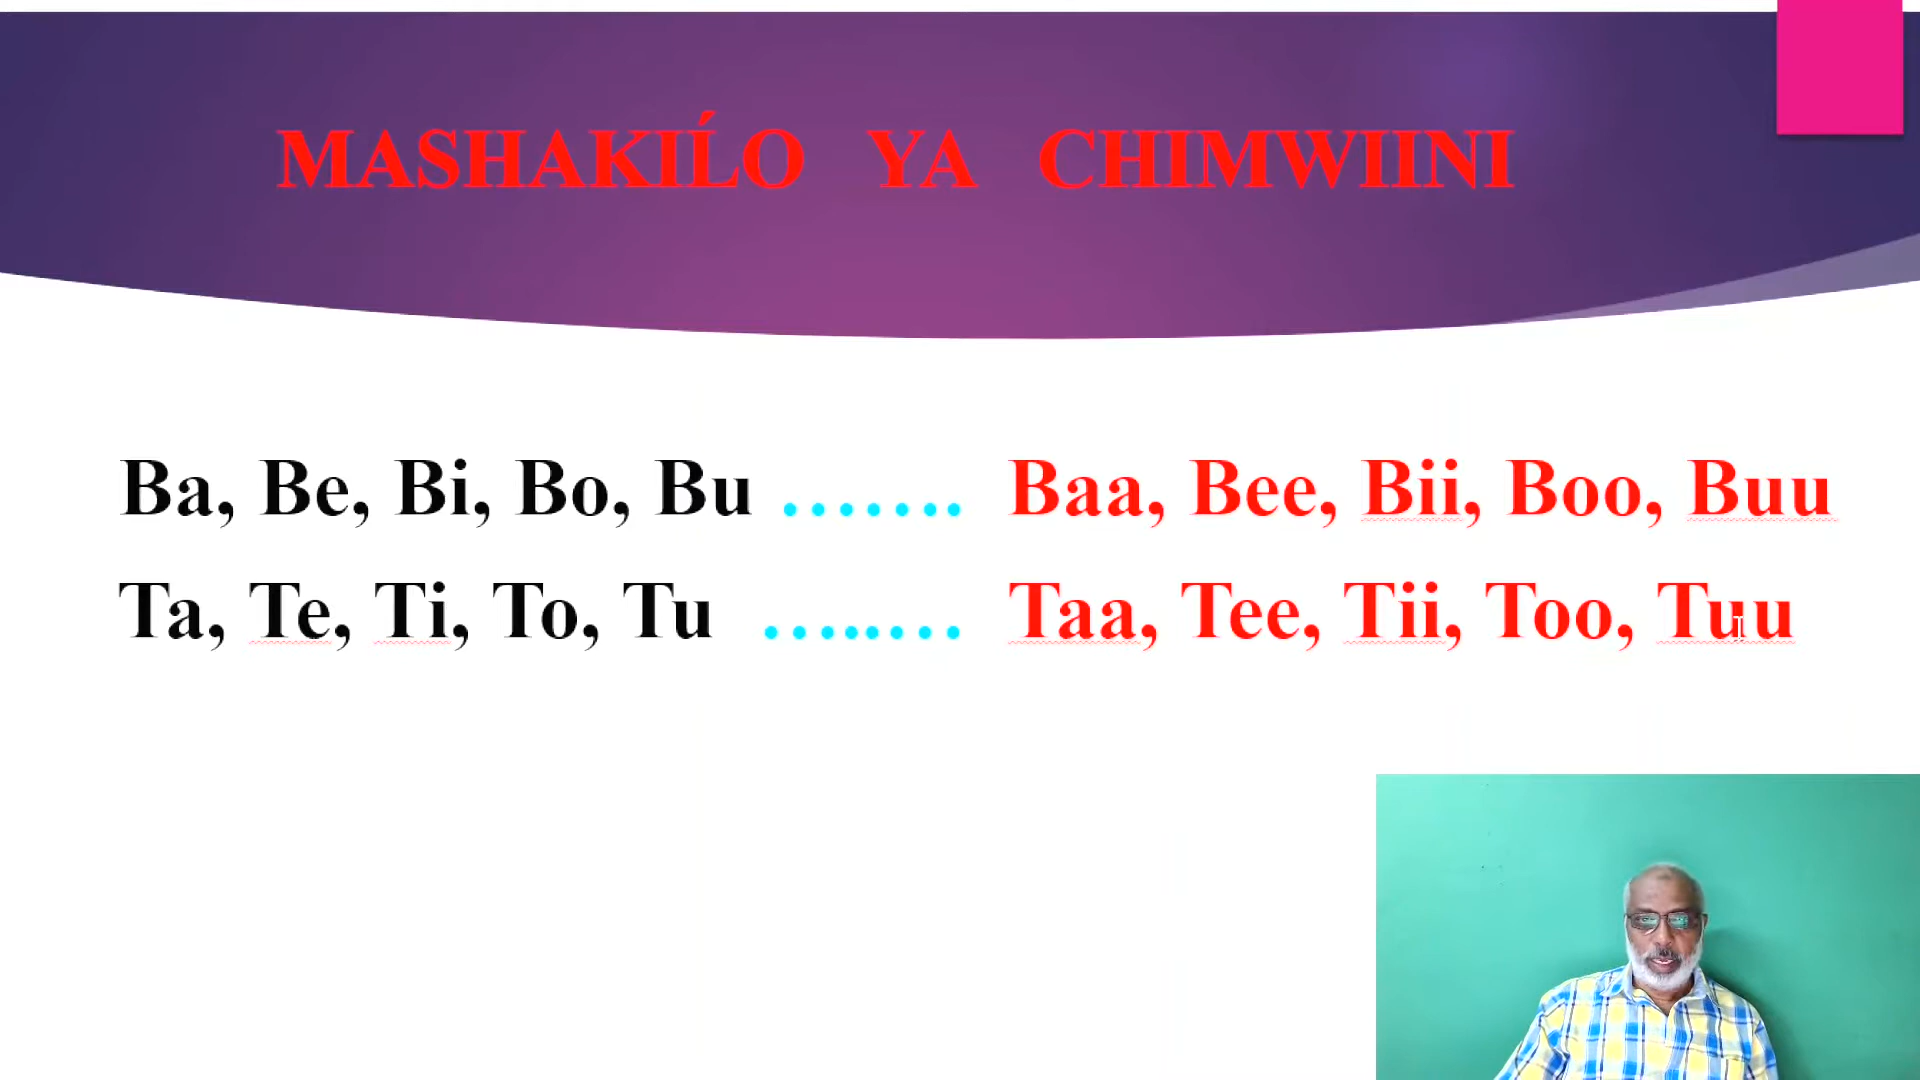 MASHAKIĹO YA CHIMWIINI
Ba, Be, Bi, Bo, Bu ....... Baa, Bee, Bii, Boo, Buu
Ta, Te, Ti, To, Tu ........ Taa, Tee, Tii, Too, Tuu